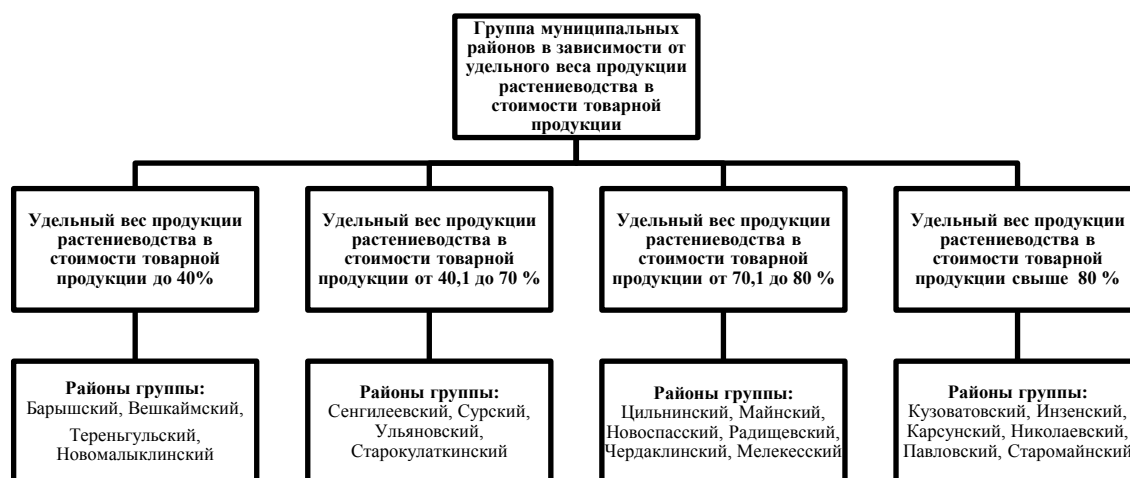 Группа муниципальных
районов в зависимости от
удельного веса продукции
растениеводства в
стоимости товарной
продукции
Удельный вес продукции
растениеводства в
стоимости товарной
продукции до 40%
Удельный вес продукции
растениеводства в
стоимости товарной
продукции от 40,1 до 70 %
Удельный вес продукции
растениеводства в
стоимости товарной
продукции от 70,1 до 80 %
Удельный вес продукции
растениеводства в
стоимости товарной
продукции свыше 80 %
Районы группы:
Барышский, Вешкаймский,
Тереньгульский,
Новомалыклинский
Районы группы:
Сенгилеевский, Сурский,
Ульяновский,
Старокулаткинский
Районы группы:
Цильнинский, Майнский,
Новоспасский, Радищевский,
Чердаклинский, Мелекесский
Районы группы:
Кузоватовский, Инзенский,
Карсунский, Николаевский,
Павловский, Старомайнский